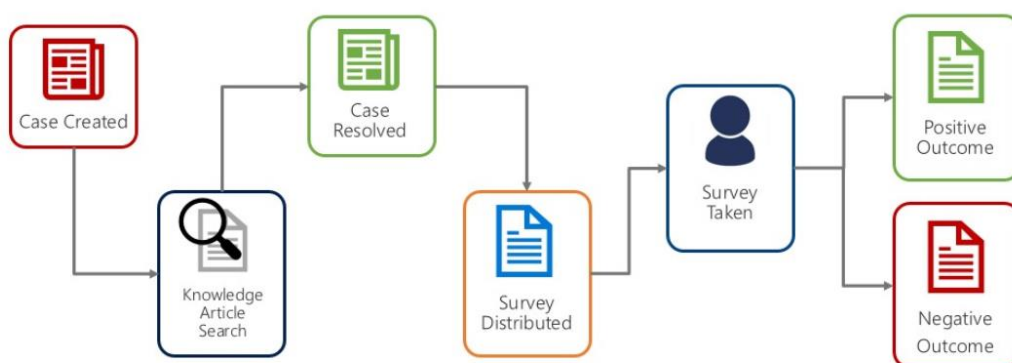 Case Created
Knowledge
Article
Search
Case
Resolved
Survey
Distributed
Survey
Taken
Positive
Outcome
Negative
Outcome